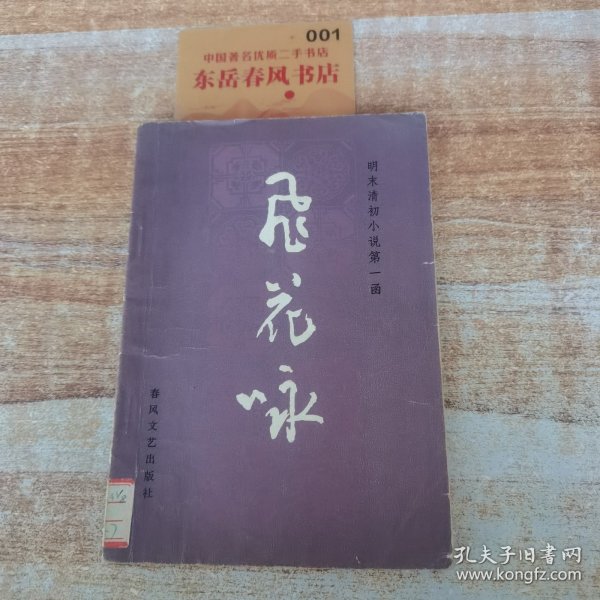 001
中国著名优质二手书店
东岳春风书店
明末清初小说第一函
飞花咏
春风文艺出版社
孔夫子旧书网
www.kongfz.com